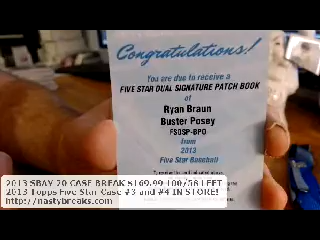 Congratulations!
You are due to receive a
FIVE STAR DUAL SIGNATURE PATCH BOOK
of
Ryan Braun
Buster Posey
FSDSP-BPO
from
2013
Five Star Baseball
2013 SBAY 20 CASE BREAK $169.99 100/58 LEFT
2013 Topps Five Star Case #3 and #4 IN STORE!
http://nastybreaks.com